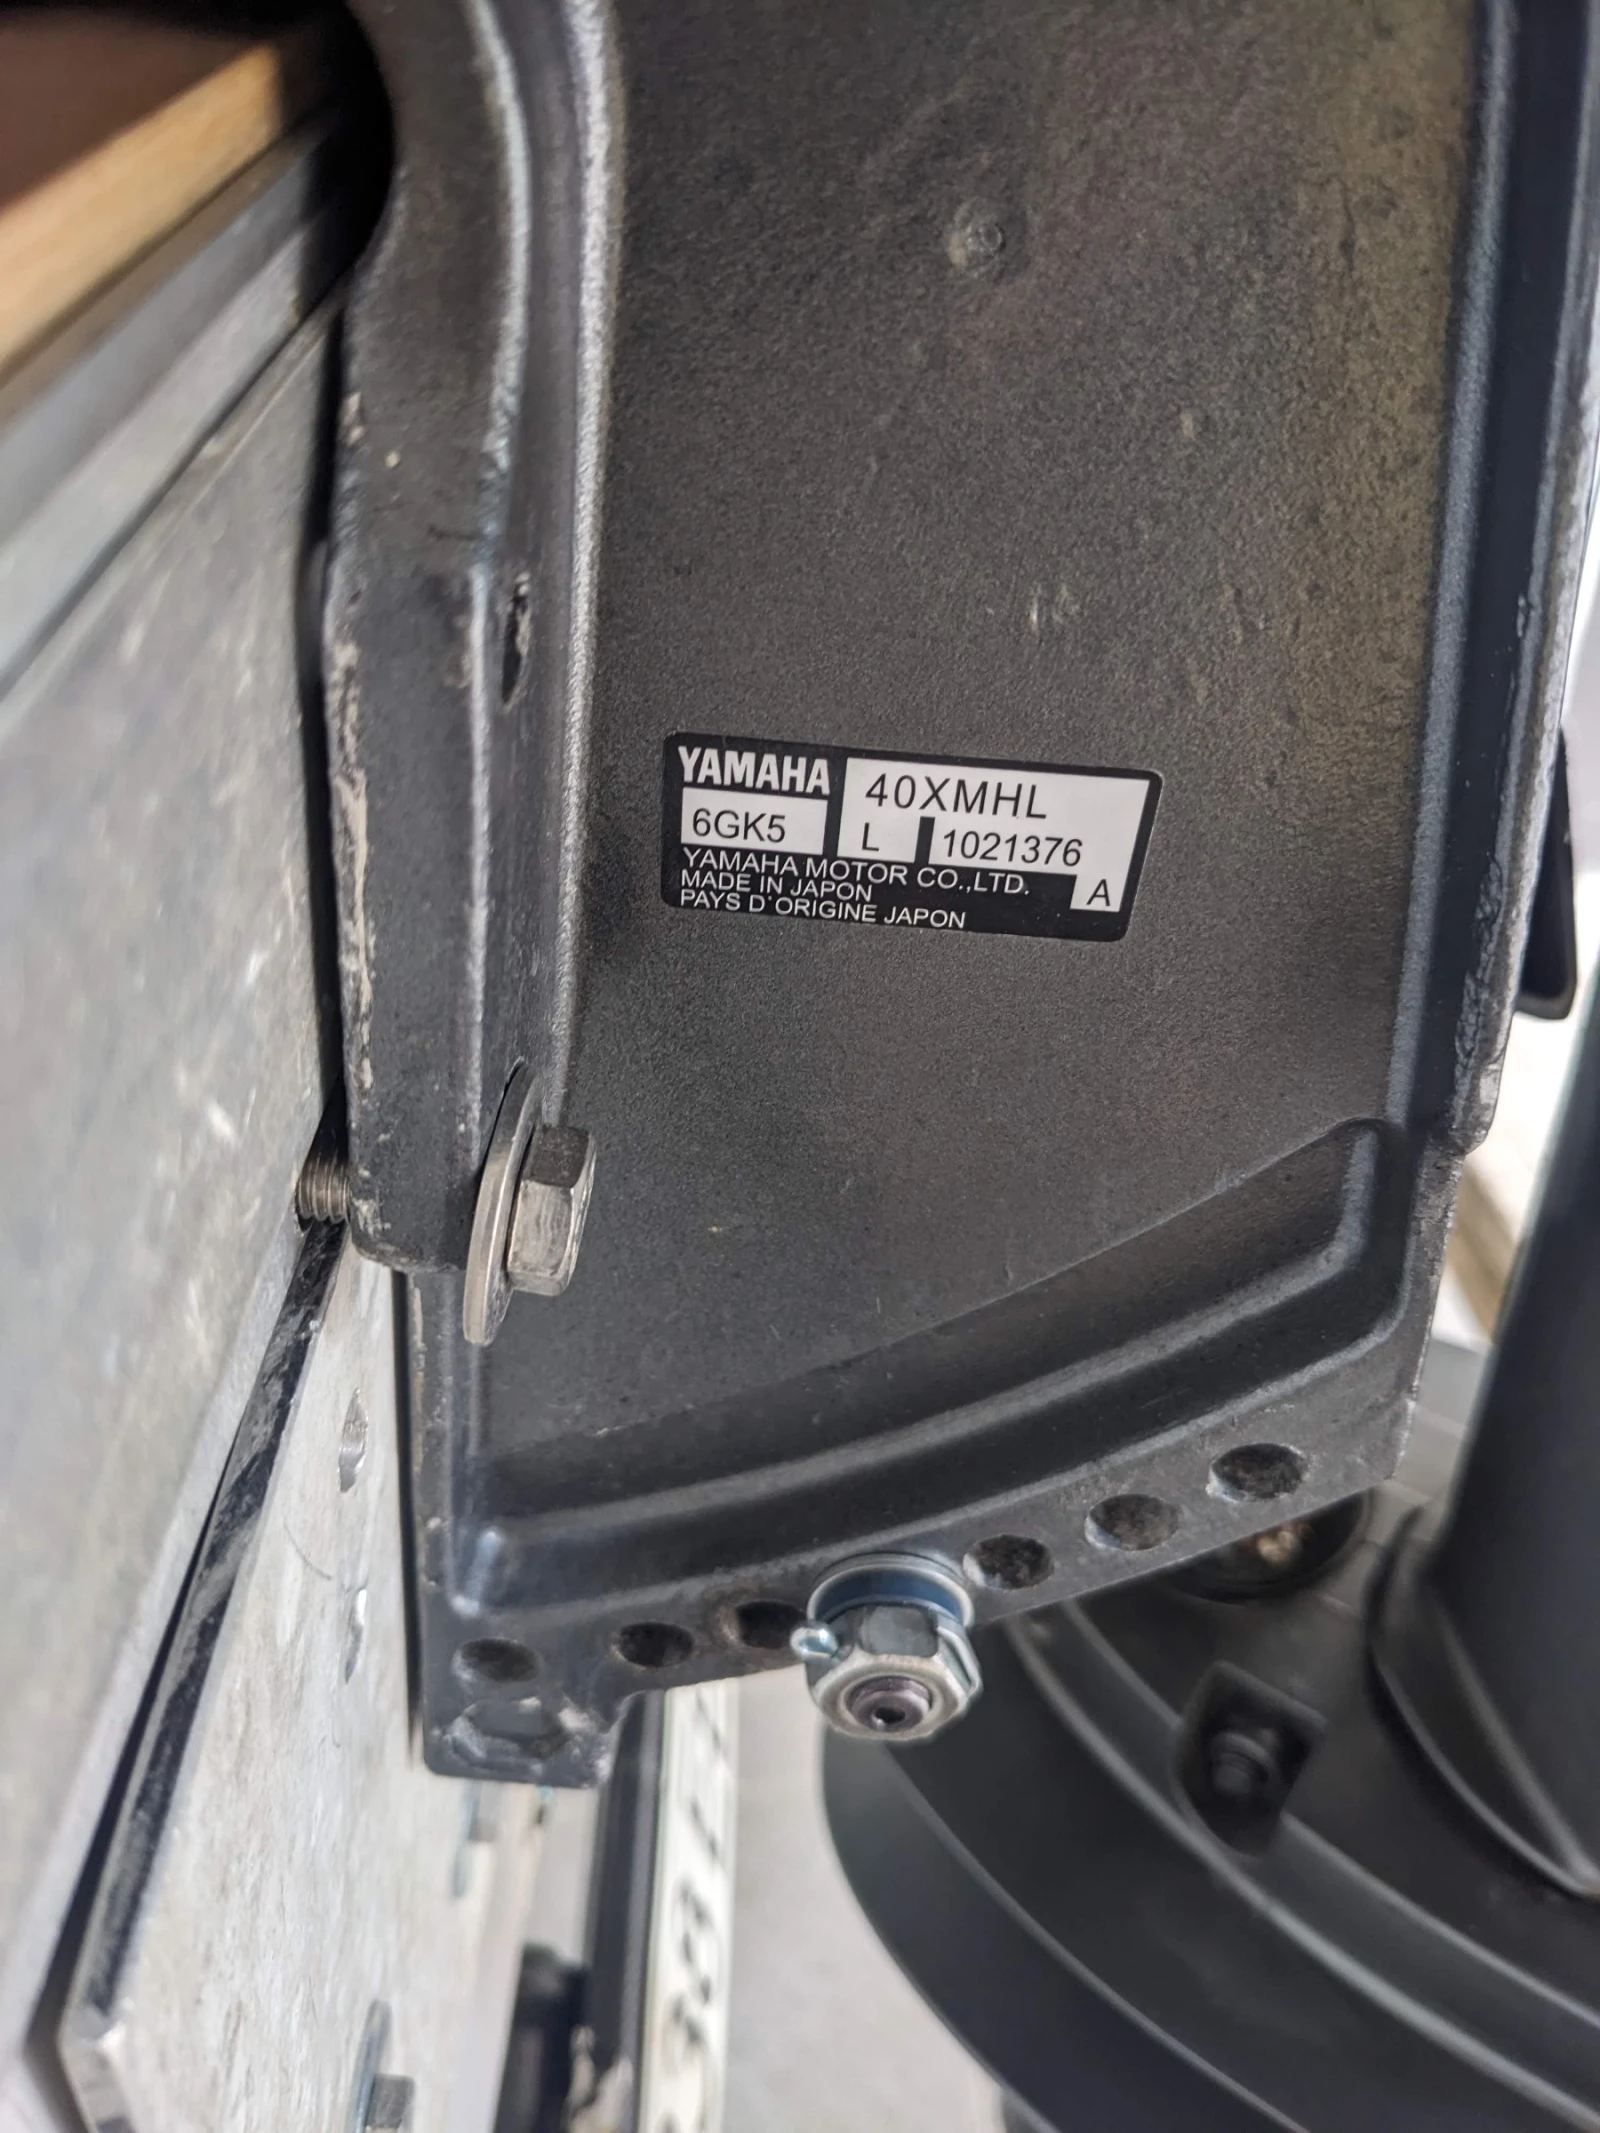 YAMAHA 40XMHL
6GK5 L 1021376
YAMAHA MOTOR CO.,LTD.
MADE IN JAPON A
PAYS D'ORIGINE JAPON